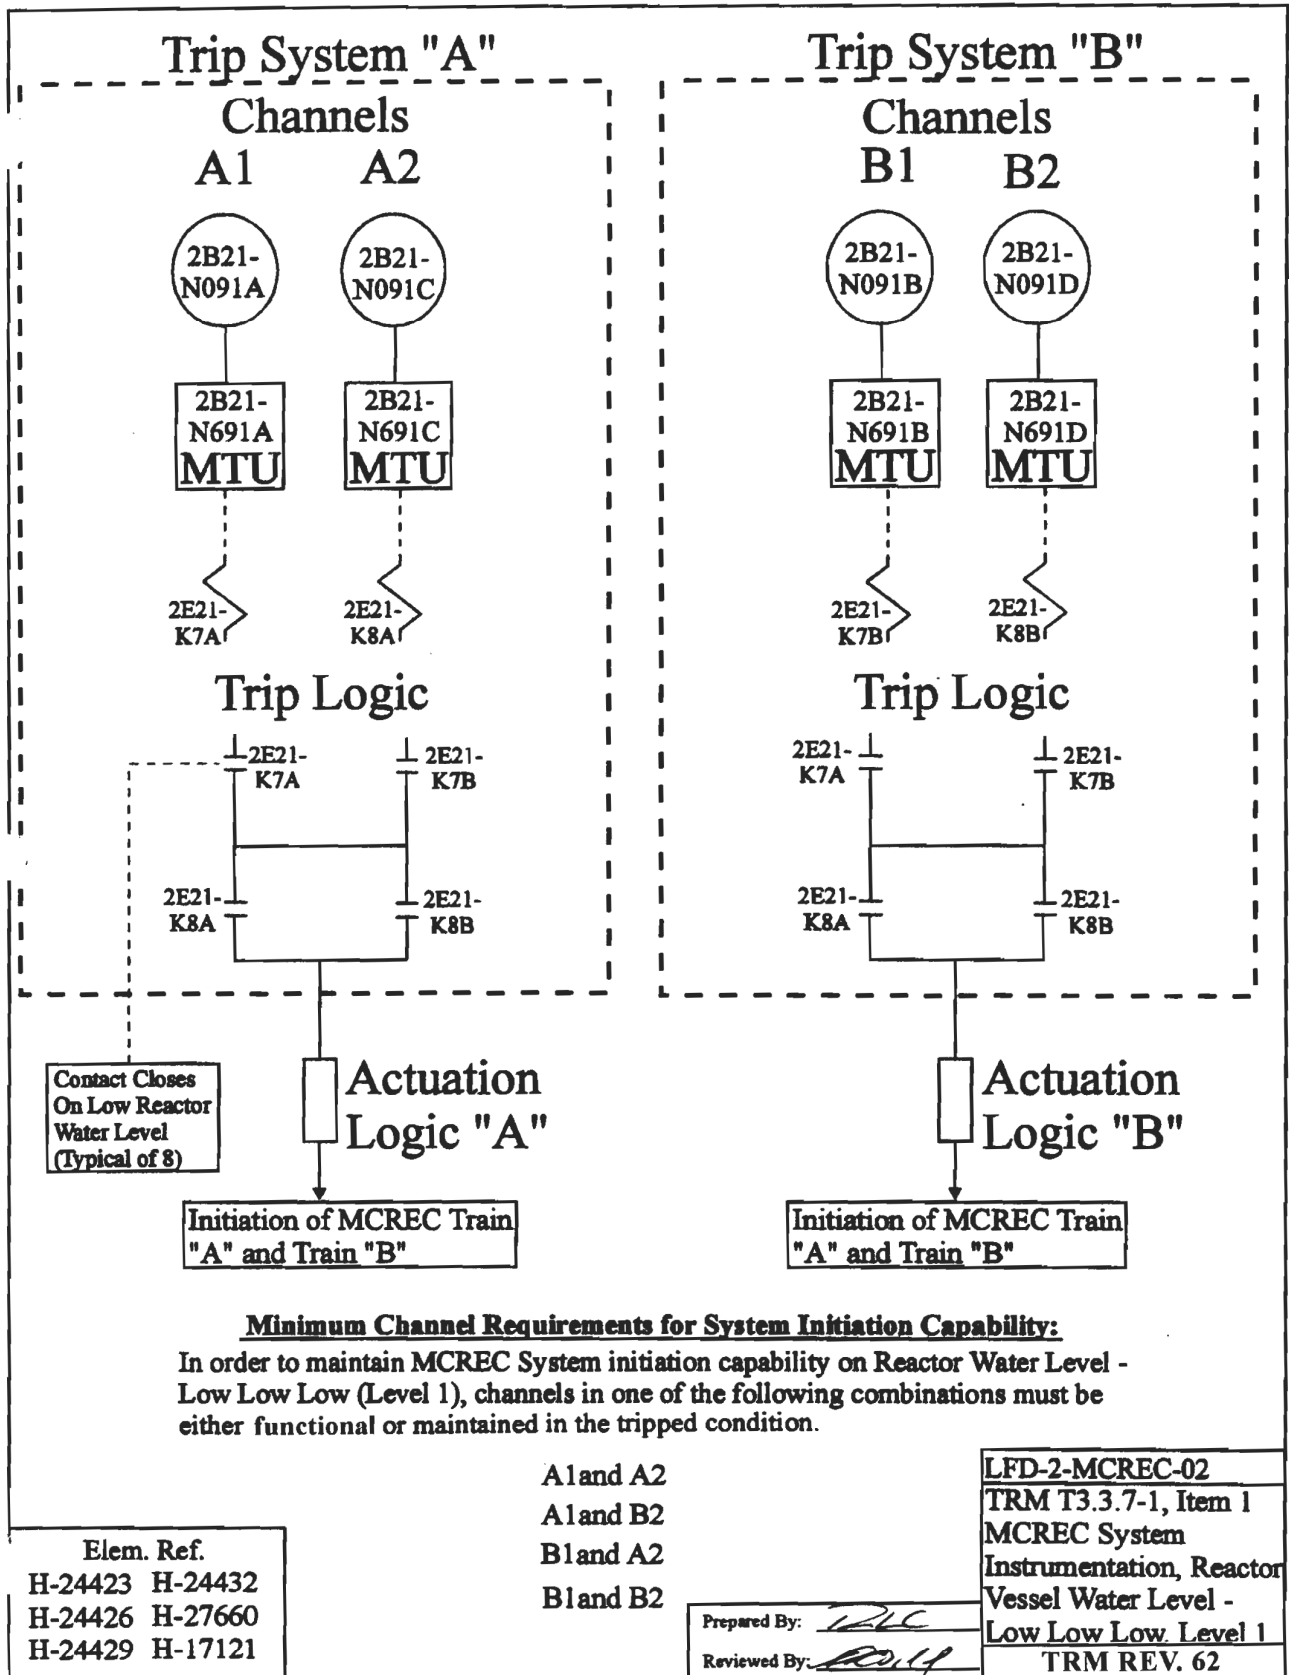 Trip System "A"
Channels
A1 A2
2B21-
N091A
2B21-
N091C
2B21-
N691A
MTU
2B21-
N691C
MTU
2E21-
K7A
2E21-
K8A
Trip Logic
2E21-
K7A
2E21-
K7B
2E21-
K8A
2E21-
K8B
Contact Closes
On Low Reactor
Water Level
(Typical of 8)
Actuation
Logic "A"
Initiation of MCREC Train
"A" and Train "B"
Trip System "B"
Channels
B1 B2
2B21-
N091B
2B21-
N091D
2B21-
N691B
MTU
2B21-
N691D
MTU
2E21-
K7B
2E21-
K8B
Trip Logic
2E21-
K7A
2E21-
K7B
2E21-
K8A
2E21-
K8B
Actuation
Logic "B"
Initiation of MCREC Train
"A" and Train "B"
Minimum Channel Requirements for System Initiation Capability:
In order to maintain MCREC System initiation capability on Reactor Water Level -
Low Low Low (Level 1), channels in one of the following combinations must be
either functional or maintained in the tripped condition.
A1and A2
A1and B2
B1and A2
B1and B2
Elem. Ref.
H-24423 H-24432
H-24426 H-27660
H-24429 H-17121
Prepared By:
Reviewed By:
LFD-2-MCREC-02
TRM T3.3.7-1, Item 1
MCREC System
Instrumentation, Reactor
Vessel Water Level -
Low Low Low. Level 1
TRM REV. 62